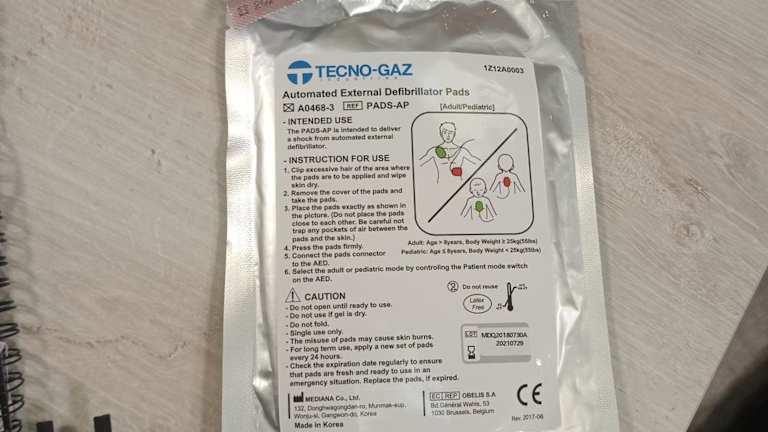 TECNO-GAZ
industries
1Z12A0003
Automated External Defibrillator Pads
A0468-3 REF PADS-AP [Adult/Pediatric]
- INTENDED USE
The PADS-AP is intended to deliver
a shock from automated external
defibrillator.
- INSTRUCTION FOR USE
1. Clip excessive hair of the area where
the pads are to be applied and wipe
skin dry.
2. Remove the cover of the pads and
take the pads.
3. Place the pads exactly as shown in
the picture. (Do not place the pads
close to each other. Be careful not
trap any pockets of air between the
pads and the skin.)
4. Press the pads firmly.
5. Connect the pads connector
to the AED.
6. Select the adult or pediatric mode by controling the Patient mode switch
on the AED.
Adult: Age > 8years, Body Weight ≥ 25kg(55lbs)
Pediatric: Age ≤ 8years, Body Weight < 25kg(55lbs)
CAUTION
- Do not open until ready to use.
- Do not use if gel is dry.
- Do not fold.
- Single use only.
- The misuse of pads may cause skin burns.
- For long term use, apply a new set of pads
every 24 hours.
- Check the expiration date regularly to ensure
that pads are fresh and ready to use in an
emergency situation. Replace the pads, if expired.
2 Do not reuse
Latex
Free
LOT MDQ20180730A
20210729
MEDIANA Co., Ltd.
132, Donghwagongdan-ro, Munmak-eup,
Wonju-si, Gangwon-do, Korea
Made in Korea
EC REP OBELIS S.A
Bd.Général Wahis, 53
1030 Brussels, Belgium
CE
Rev. 2017-06